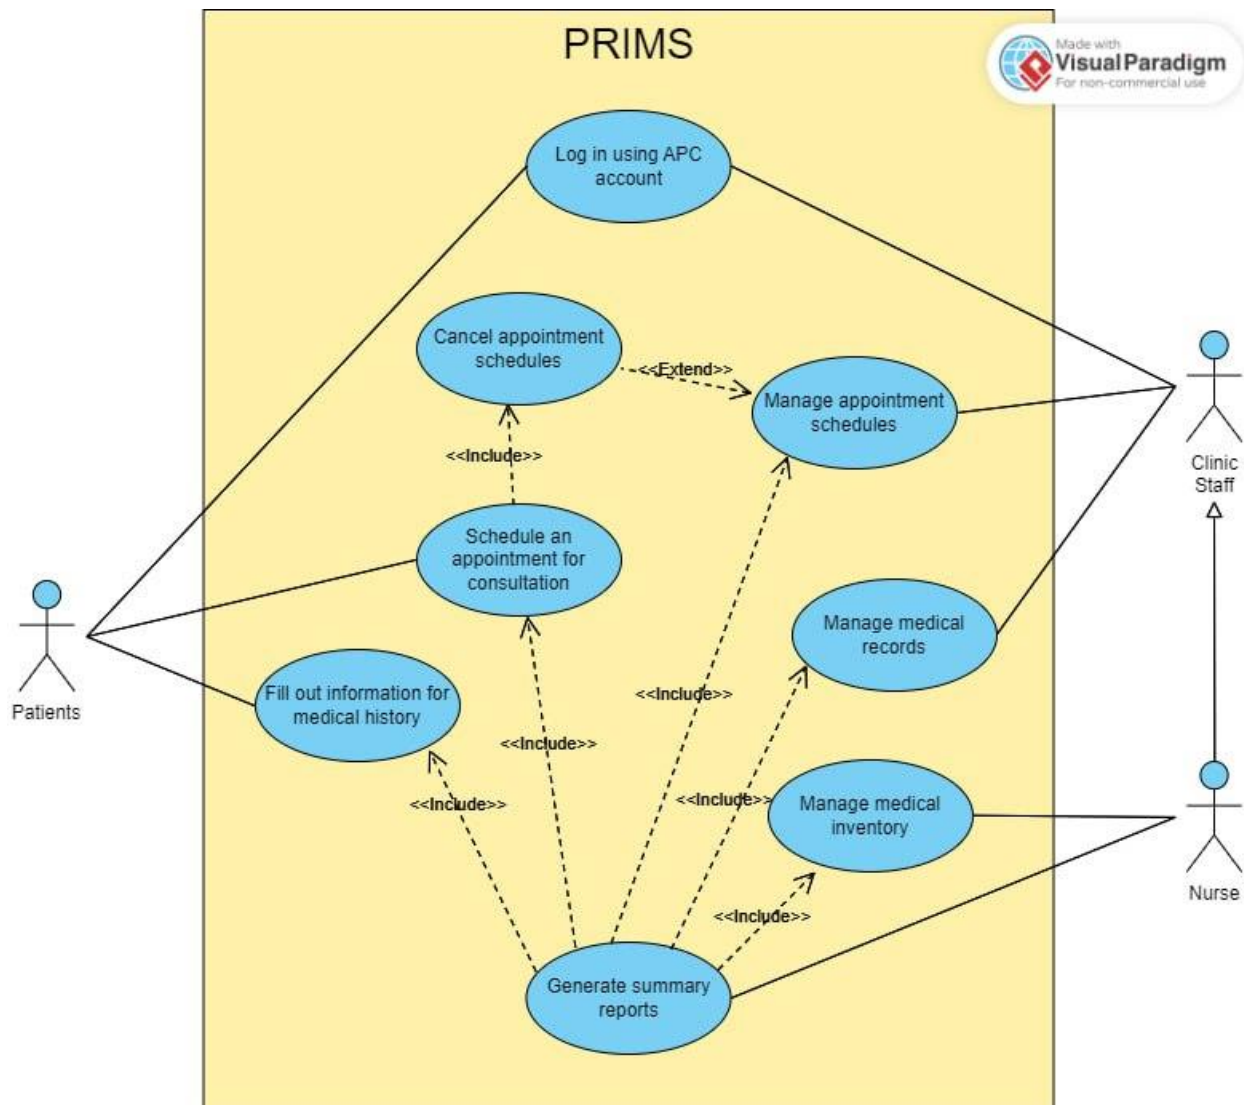 PRIMS
Made with
VisualParadigm
For non-commercial use
Log in using APC
account
Cancel appointment
schedules
<<Extend>>
Manage appointment
schedules
<<Include>>
Clinic
Staff
Schedule an
appointment for
consultation
Manage medical
records
Patients
Fill out information for
medical history
<<Include>>
<<Include>>
<<Include>>
<<Include>>
Manage medical
inventory
<<Include>>
Nurse
Generate summary
reports